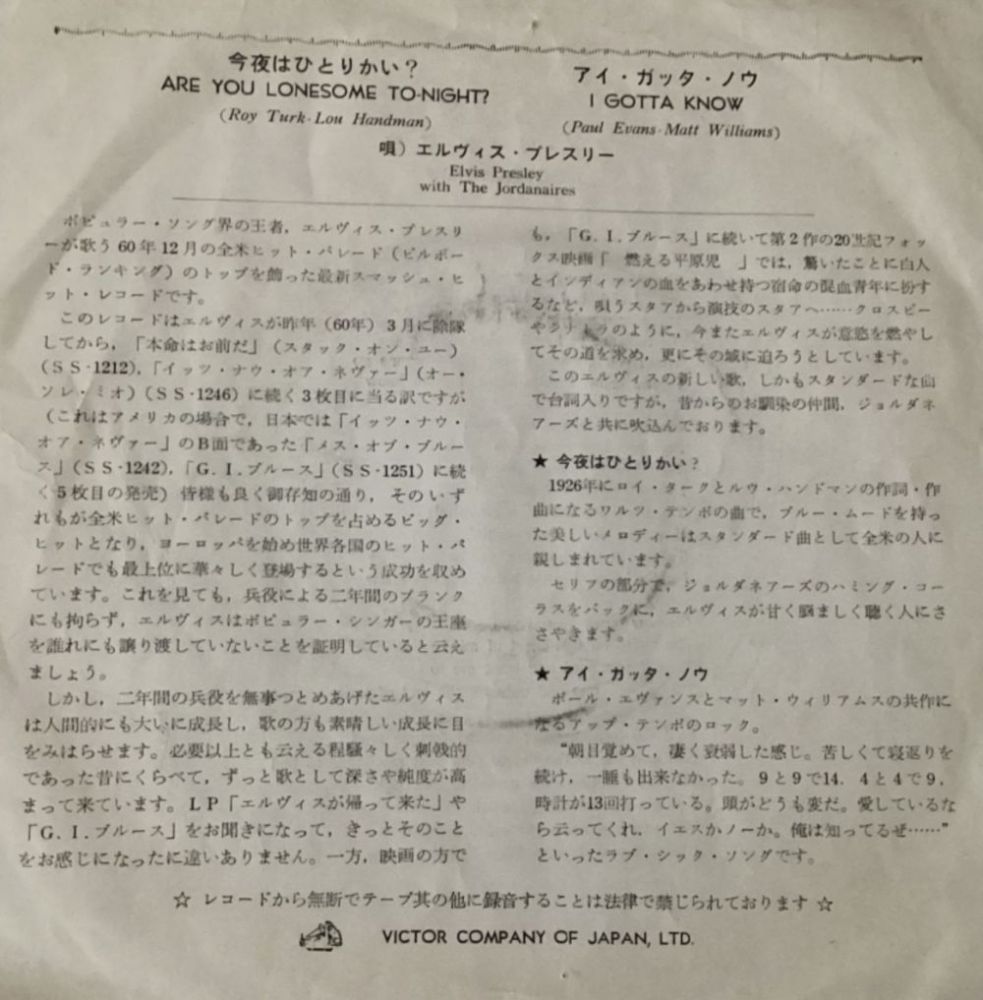 今夜はひとりかい？
ARE YOU LONESOME TO-NIGHT?
(Roy Turk-Lou Handman)
アイ・ガッタ・ノウ
I GOTTA KNOW
(Paul Evans-Matt Williams)
唄）エルヴィス・プレスリー
Elvis Presley
with The Jordanaires
ポピュラー・ソング界の王者，エルヴィス・プレスリ
ーが歌う60年12月の全米ヒット・パレード（ビルボー
ド・ランキング）のトップを飾った最新スマッシュ・ヒ
ット・レコードです。
このレコードはエルヴィスが昨年（60年）3月に除隊
してから，「本命はお前だ」（スタック・オン・ユー）
（ＳＳ-1212），「イッツ・ナウ・オア・ネヴァー」（オー・
ソレ・ミオ）（ＳＳ-1246）に続く3枚目に当る訳ですが
（これはアメリカの場合で，日本では「イッツ・ナウ・
オア・ネヴァー」のＢ面であった「メス・オブ・ブルー
ス」（ＳＳ-1242），「G.I.ブルース」（ＳＳ-1251）に続
く5枚目の発売）皆様も良く御存知の通り，そのいず
れもが全米ヒット・パレードのトップを占めるビッグ・
ヒットとなり，ヨーロッパを始め世界各国のヒット・パ
レードでも最上位に華々しく登場するという成功を収め
ています。これを見ても，兵役による二年間のブランク
にも拘らず，エルヴィスはポピュラー・シンガーの王座
を誰れにも譲り渡していないことを証明していると云え
ましょう。
しかし，二年間の兵役を無事つとめあげたエルヴィス
は人間的にも大いに成長し，歌の方も素晴しい成長に目
をみはらせます。必要以上とも云える程騒々しく刺戟的
であった昔にくらべて，ずっと歌として深さや純度が高
まって来ています。ＬＰ「エルヴィスが帰って来た」や
「G.I.ブルース」をお聞きになって，きっとそのこと
をお感じになったに違いありません。一方，映画の方で
も，「G.I.ブルース」に続いて第2作の20世紀フォッ
クス映画「燃える平原児」では，驚いたことに白人
とインディアンの血をあわせ持つ宿命の混血青年に扮す
るなど，唄うスタアから演技のスタアへ……クロスビー
やシナトラのように，今またエルヴィスが意慾を燃やし
てその道を求め，更にその城に迫ろうとしています。
このエルヴィスの新しい歌，しかもスタンダードな曲
で台詞入りですが，昔からのお馴染の仲間，ジョルダネ
アーズと共に吹込んでおります。
★ 今夜はひとりかい？
1926年にロイ・タークとルウ・ハンドマンの作詞・作
曲になるワルツ・テンポの曲で，ブルー・ムードを持っ
た美しいメロディーはスタンダード曲として全米の人に
親しまれています。
セリフの部分で，ジョルダネアーズのハミング・コー
ラスをバックに，エルヴィスが甘く脳ましく聴く人にさ
さやきます。
★ アイ・ガッタ・ノウ
ポール・エヴァンスとマット・ウィリアムスの共作に
なるアップ・テンポのロック。
“朝目覚めて，凄く衰弱した感じ。苦しくて寝返りを
続け，一睡も出来なかった。9と9で14．4と4で9，
時計が13回打っている。頭がどうも変だ。愛しているな
ら云ってくれ，イエスかノーか。俺は知ってるぜ……”
といったラブ・シック・ソングです。
☆ レコードから無断でテープ其の他に録音することは法律で禁じられております ☆
VICTOR COMPANY OF JAPAN, LTD.